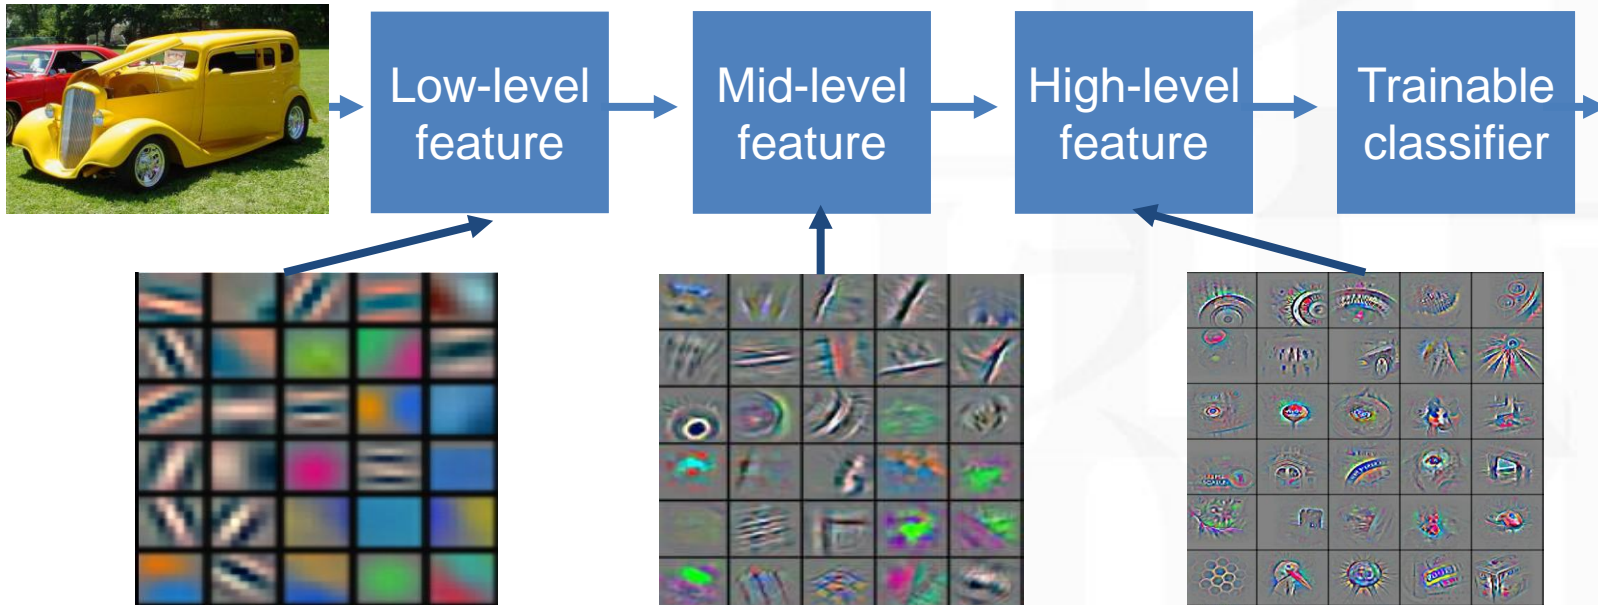 Low-level
feature
Mid-level
feature
High-level
feature
Trainable
classifier